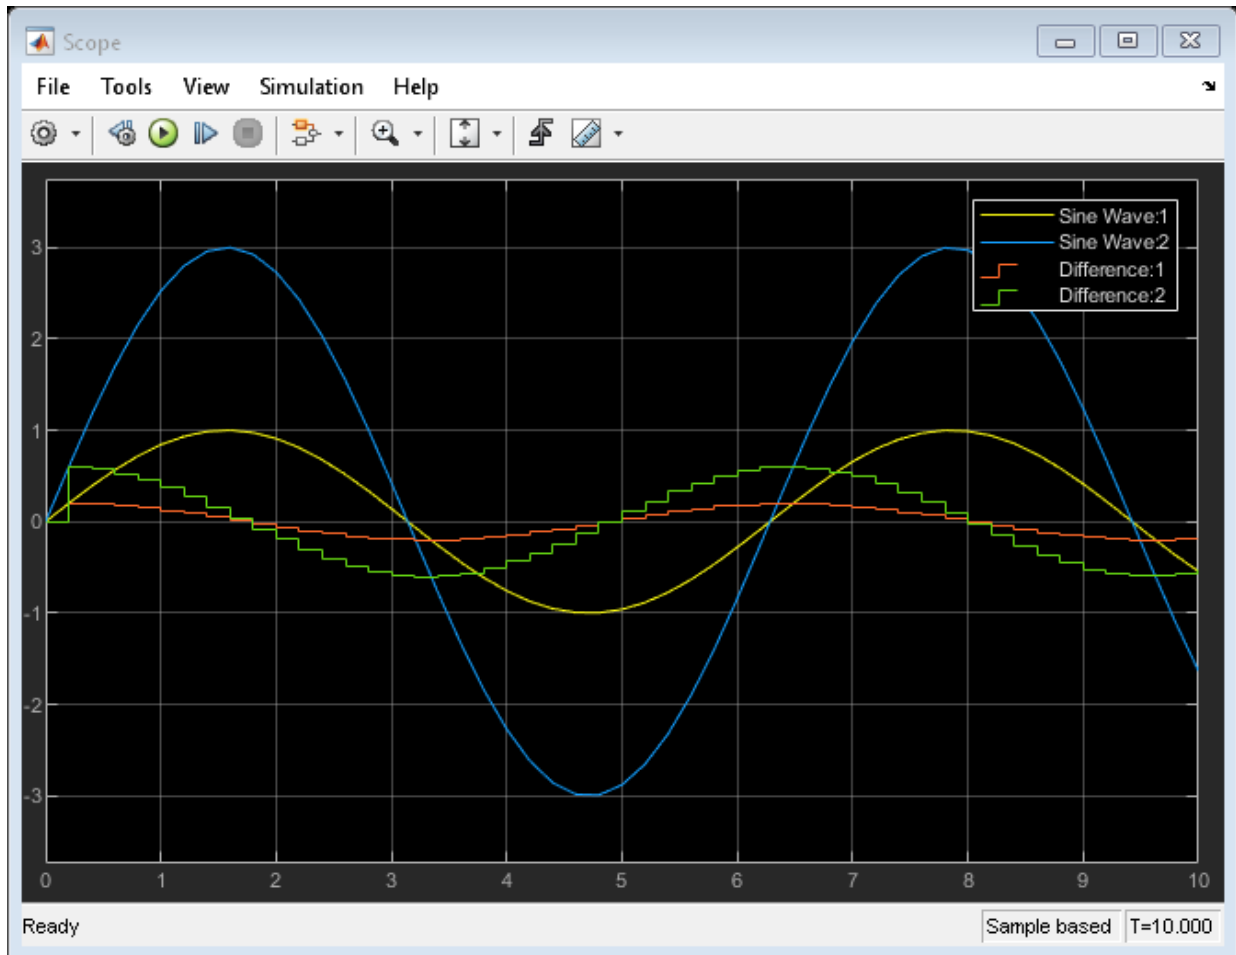 Scope
File Tools View Simulation Help
Sine Wave:1
Sine Wave:2
Difference:1
Difference:2
3
2
1
0
-1
-2
-3
0 1 2 3 4 5 6 7 8 9 10
Ready Sample based T=10.000